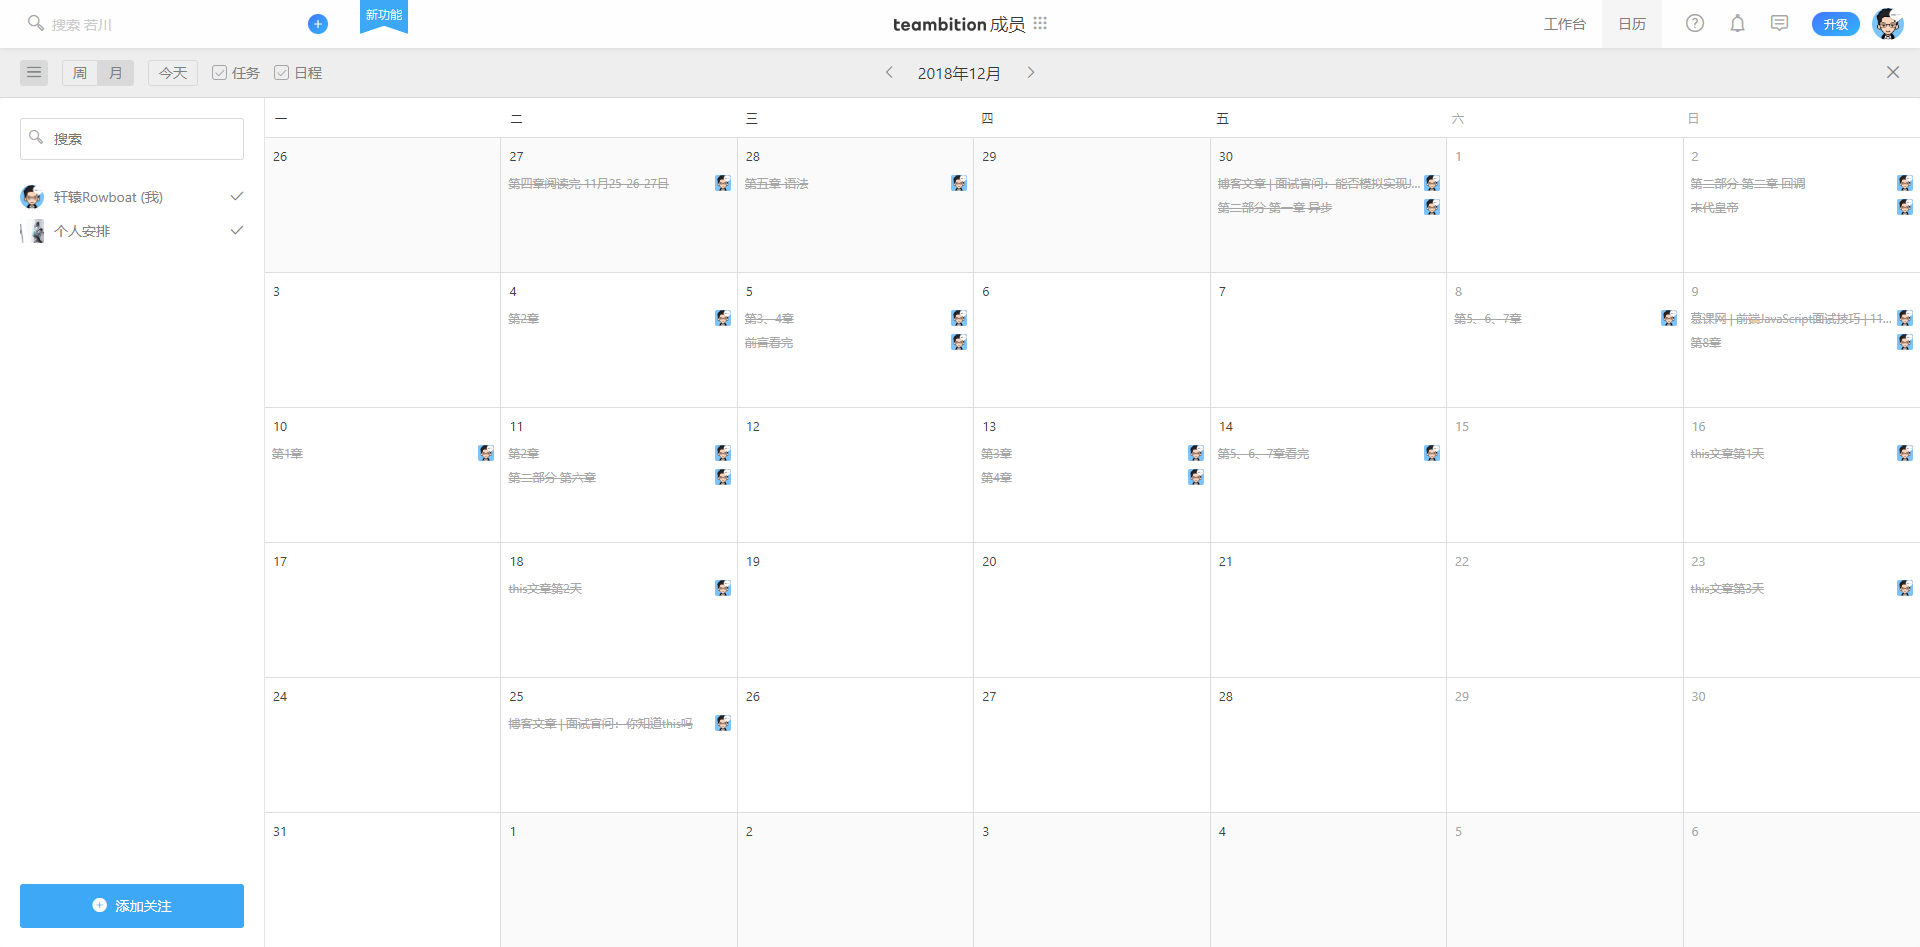 搜索 若川
新功能
teambition 成员
工作台
日历
升级
周
月
今天
任务
日程
2018年12月
搜索
轩辕Rowboat (我)
个人安排
添加关注
一 二 三 四 五 六 日
26 27 28 29 30 1 2
第四章阅读完 11月25-26-27日
第五章 语法
博客文章 | 面试官问：能否模拟实现J...
第二部分 第一章 异步
第二部分 第二章 回调
末代皇帝
3 4 5 6 7 8 9
第2章
第3、4章
前言看完
第5、6、7章
慕课网 | 前端JavaScript面试技巧 | 11...
第8章
10 11 12 13 14 15 16
第1章
第2章
第二部分 第六章
第3章
第4章
第5、6、7章看完
this文章第1天
17 18 19 20 21 22 23
this文章第2天
this文章第3天
24 25 26 27 28 29 30
博客文章 | 面试官问：你知道this吗
31 1 2 3 4 5 6